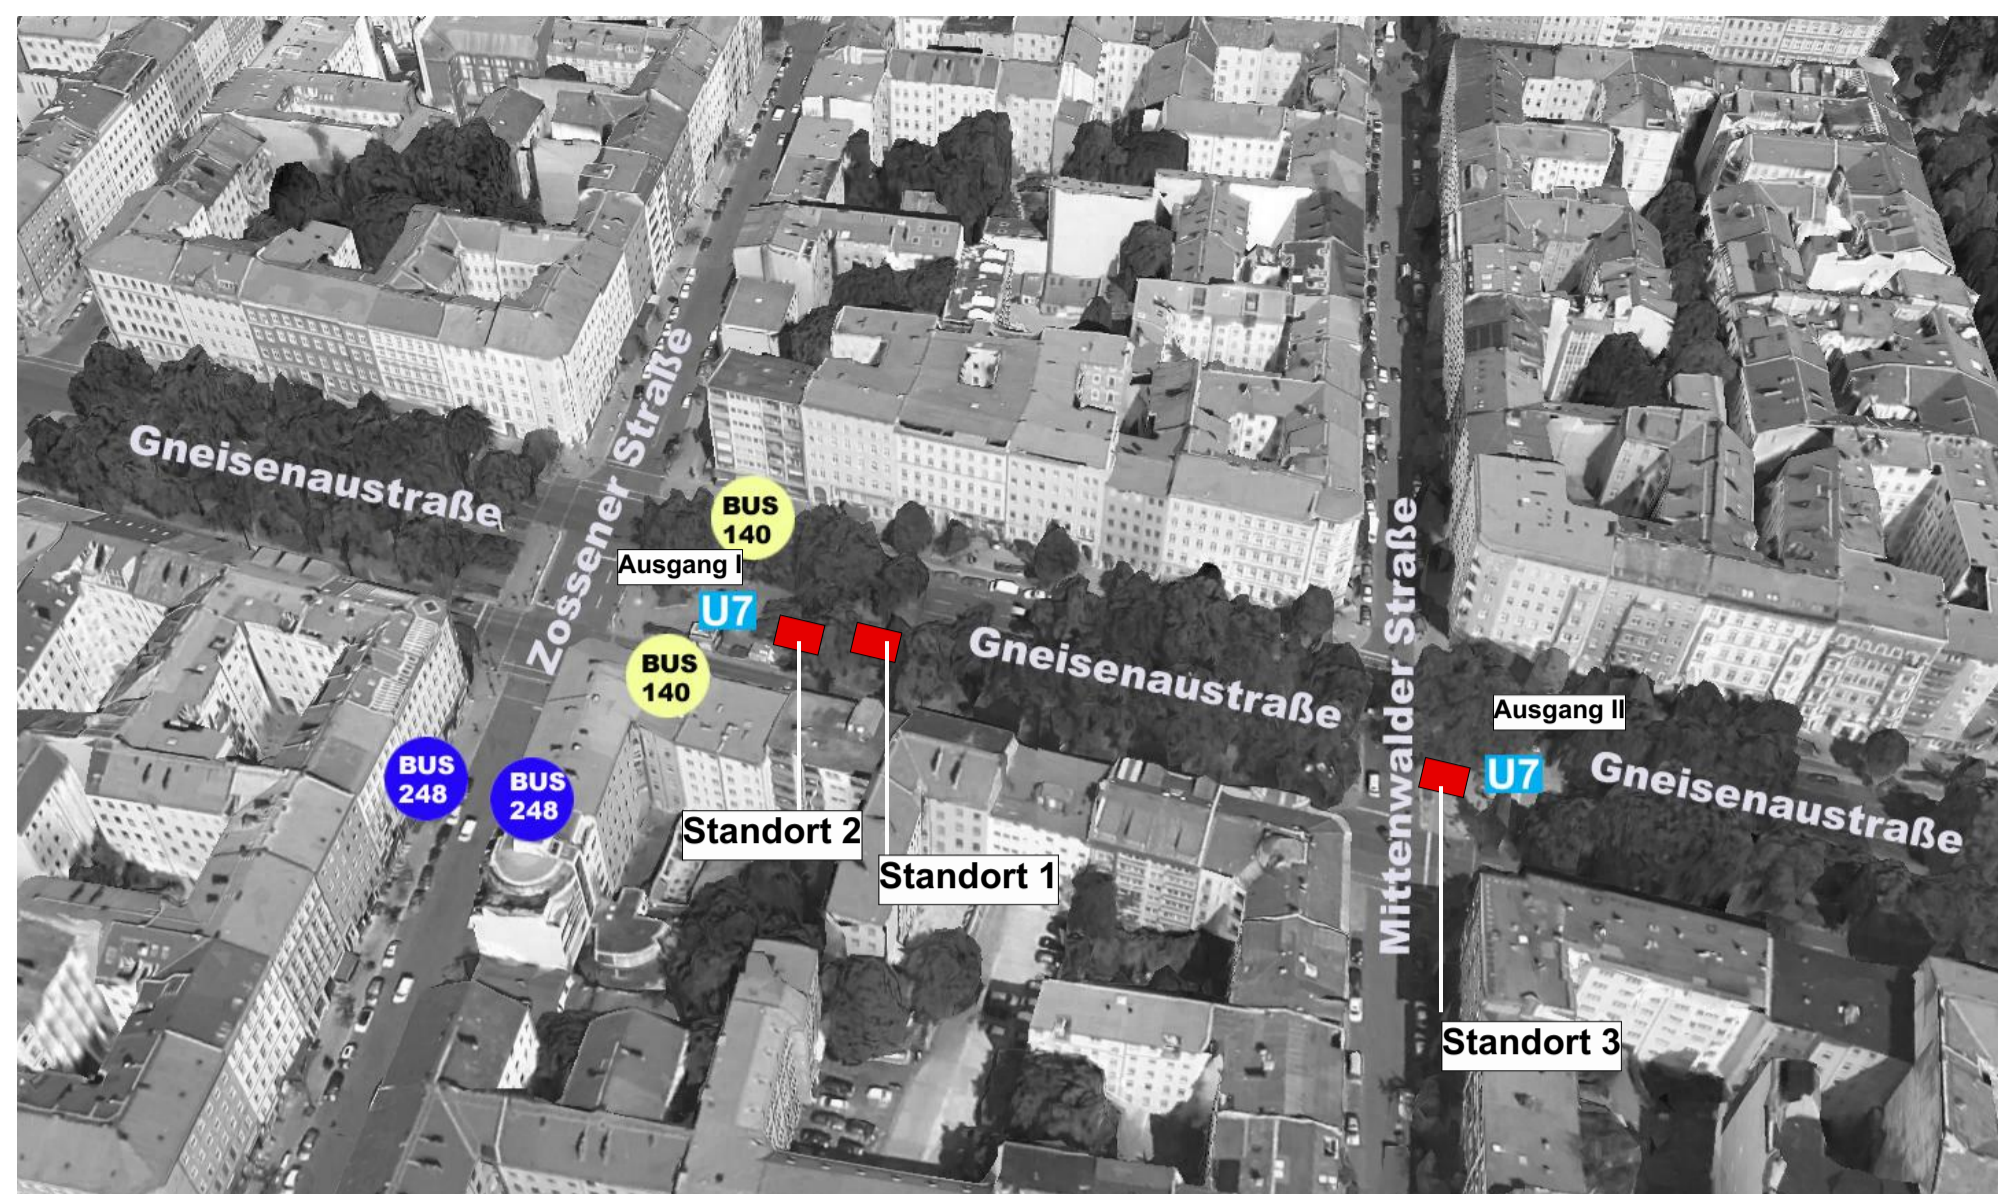 Gneisenaustraße
Zossener Straße
BUS
140
Ausgang I
U7
BUS
140
Gneisenaustraße
Mittenwalder Straße
Ausgang II
U7
Gneisenaustraße
BUS
248
BUS
248
Standort 2
Standort 1
Standort 3